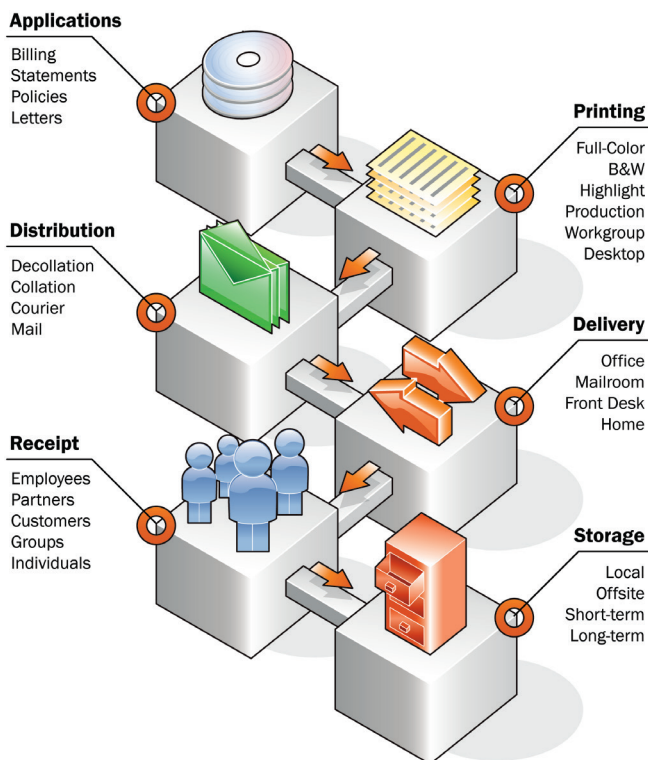 Applications
Billing
Statements
Policies
Letters
Printing
Full-Color
B&W
Highlight
Production
Workgroup
Desktop
Distribution
Decollation
Collation
Courier
Mail
Delivery
Office
Mailroom
Front Desk
Home
Receipt
Employees
Partners
Customers
Groups
Individuals
Storage
Local
Offsite
Short-term
Long-term